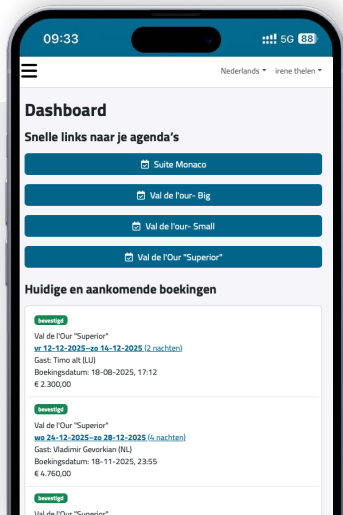 09:33 5G 88
Nederlands irene thelen
Dashboard
Snelle links naar je agenda's
Suite Monaco
Val de l'our- Big
Val de l'our- Small
Val de l'Our "Superior"
Huidige en aankomende boekingen
bevestigd
Val de l'Our "Superior"
vr 12-12-2025–zo 14-12-2025 (2 nachten)
Gast: Timo alt (LU)
Boekingsdatum: 18-08-2025, 17:12
€ 2.300,00
bevestigd
Val de l'Our "Superior"
wo 24-12-2025–zo 28-12-2025 (4 nachten)
Gast: Vladimir Gevorkian (NL)
Boekingsdatum: 18-11-2025, 23:55
€ 4.760,00
bevestigd
Val de l'Our "Superior"